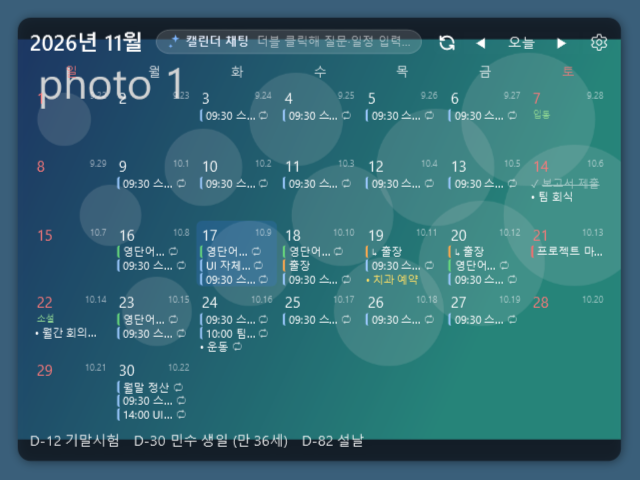 2026년 11월 캘린더 채팅 더블 클릭해 질문·일정 입력... 오늘
일 월 화 수 목 금 토
photo 1
1 9.22 2 9.23 3 9.24 4 9.25 5 9.26 6 9.27 7 9.28
09:30 스... 09:30 스... 09:30 스... 09:30 스... 입동
8 9.29 9 10.1 10 10.2 11 10.3 12 10.4 13 10.5 14 10.6
09:30 스... 09:30 스... 09:30 스... 09:30 스... 09:30 스... ✓ 보고서 제출
• 팀 회식
15 10.7 16 10.8 17 10.9 18 10.10 19 10.11 20 10.12 21 10.13
영단어... 영단어... 영단어... ↳ 출장 ↳ 출장 프로젝트 마...
09:30 스... UI 자체... 출장 09:30 스... 영단어...
09:30 스... 09:30 스... • 치과 예약 09:30 스...
22 10.14 23 10.15 24 10.16 25 10.17 26 10.18 27 10.19 28 10.20
소설 영단어... 09:30 스... 09:30 스... 09:30 스... 09:30 스...
• 월간 회의... 09:30 스... 10:00 팀...
• 운동
29 10.21 30 10.22
월말 정산
09:30 스...
14:00 UI...
D-12 기말시험 D-30 민수 생일 (만 36세) D-82 설날